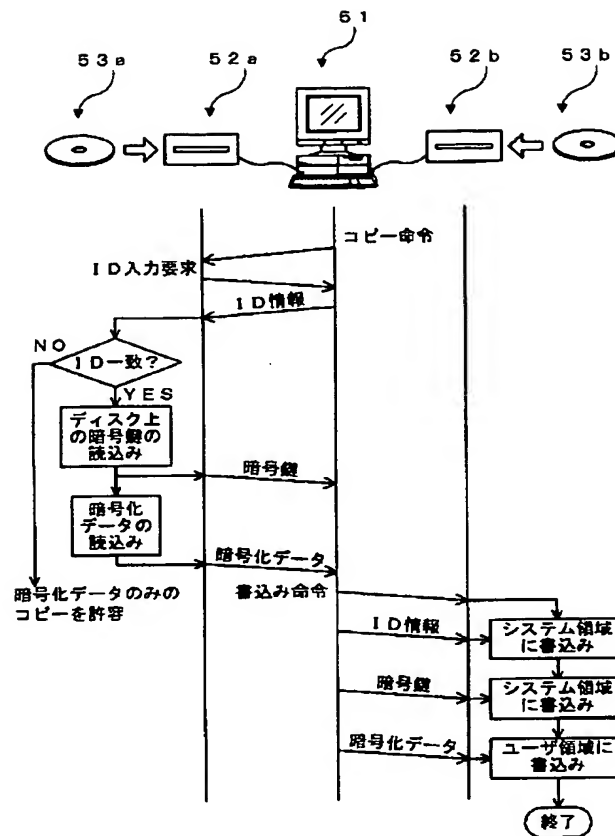 51
53a
52a
52b
53b
コピー命令
ID入力要求
ID情報
NO
ID一致?
YES
ディスク上
の暗号鍵の
読込み
暗号鍵
暗号化
データの
読込み
暗号化データ
暗号化データのみの
コピーを許容
書込み命令
ID情報
システム領域
に書込み
暗号鍵
システム領域
に書込み
暗号化データ
ユーザ領域に
書込み
終了